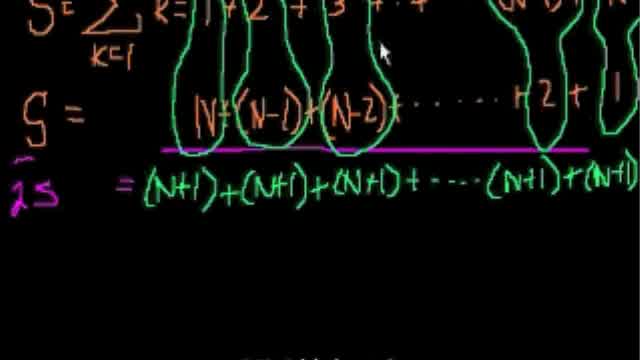 S = ∑ k = 1 + 2 + 3 + · · +
k=1
S = N + (N-1) + (N-2) + · · · · · · + 2 + 1
2S = (N+1) + (N+1) + (N+1) + · · · · (N+1) + (N+1)